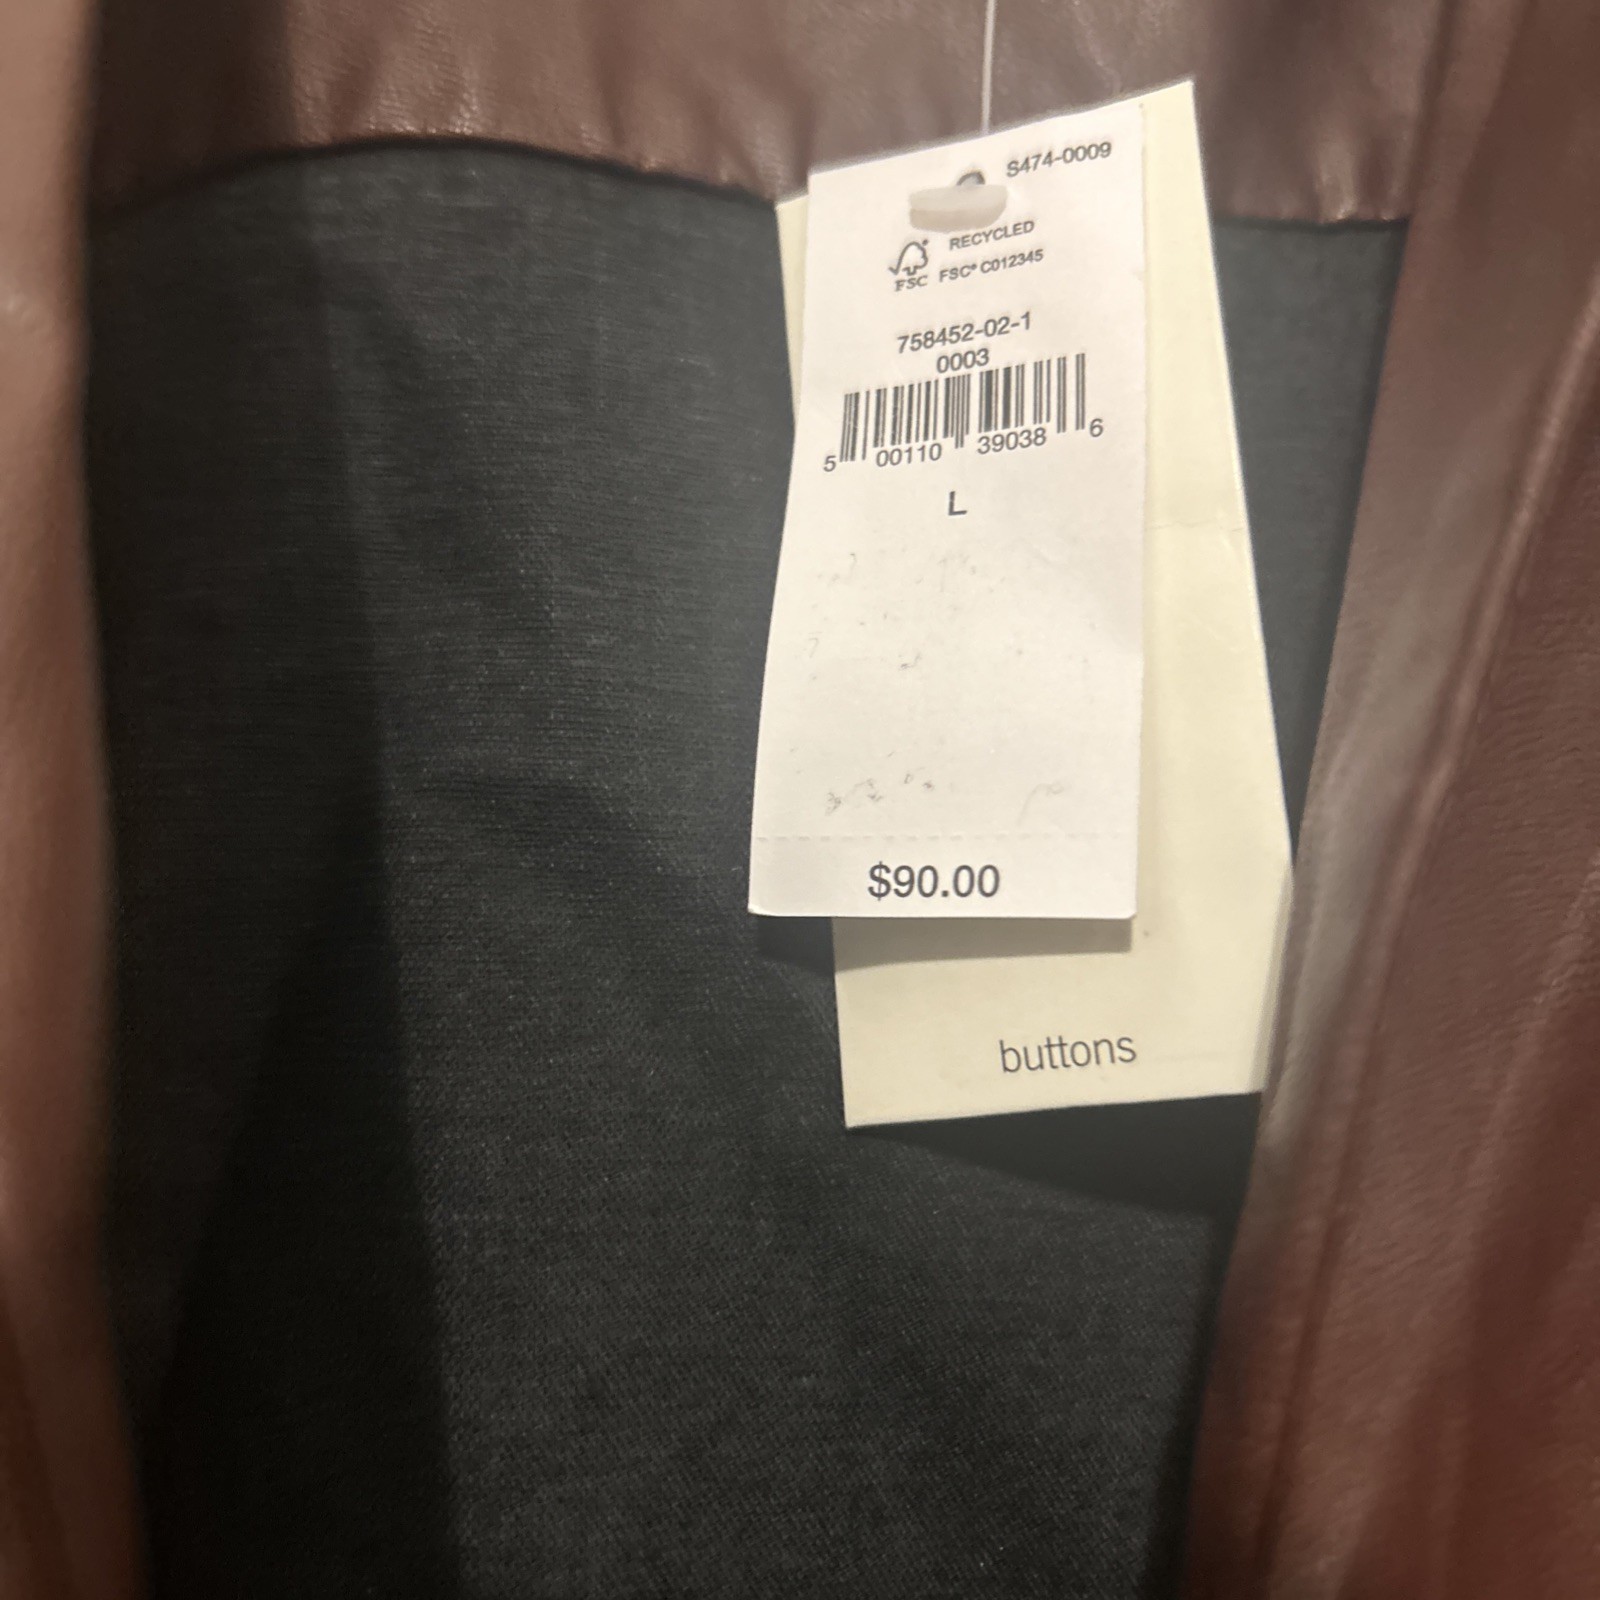 S474-0009
RECYCLED
FSC® C012345
FSC
758452-02-1
0003
5 00110 39038 6
L
$90.00
buttons